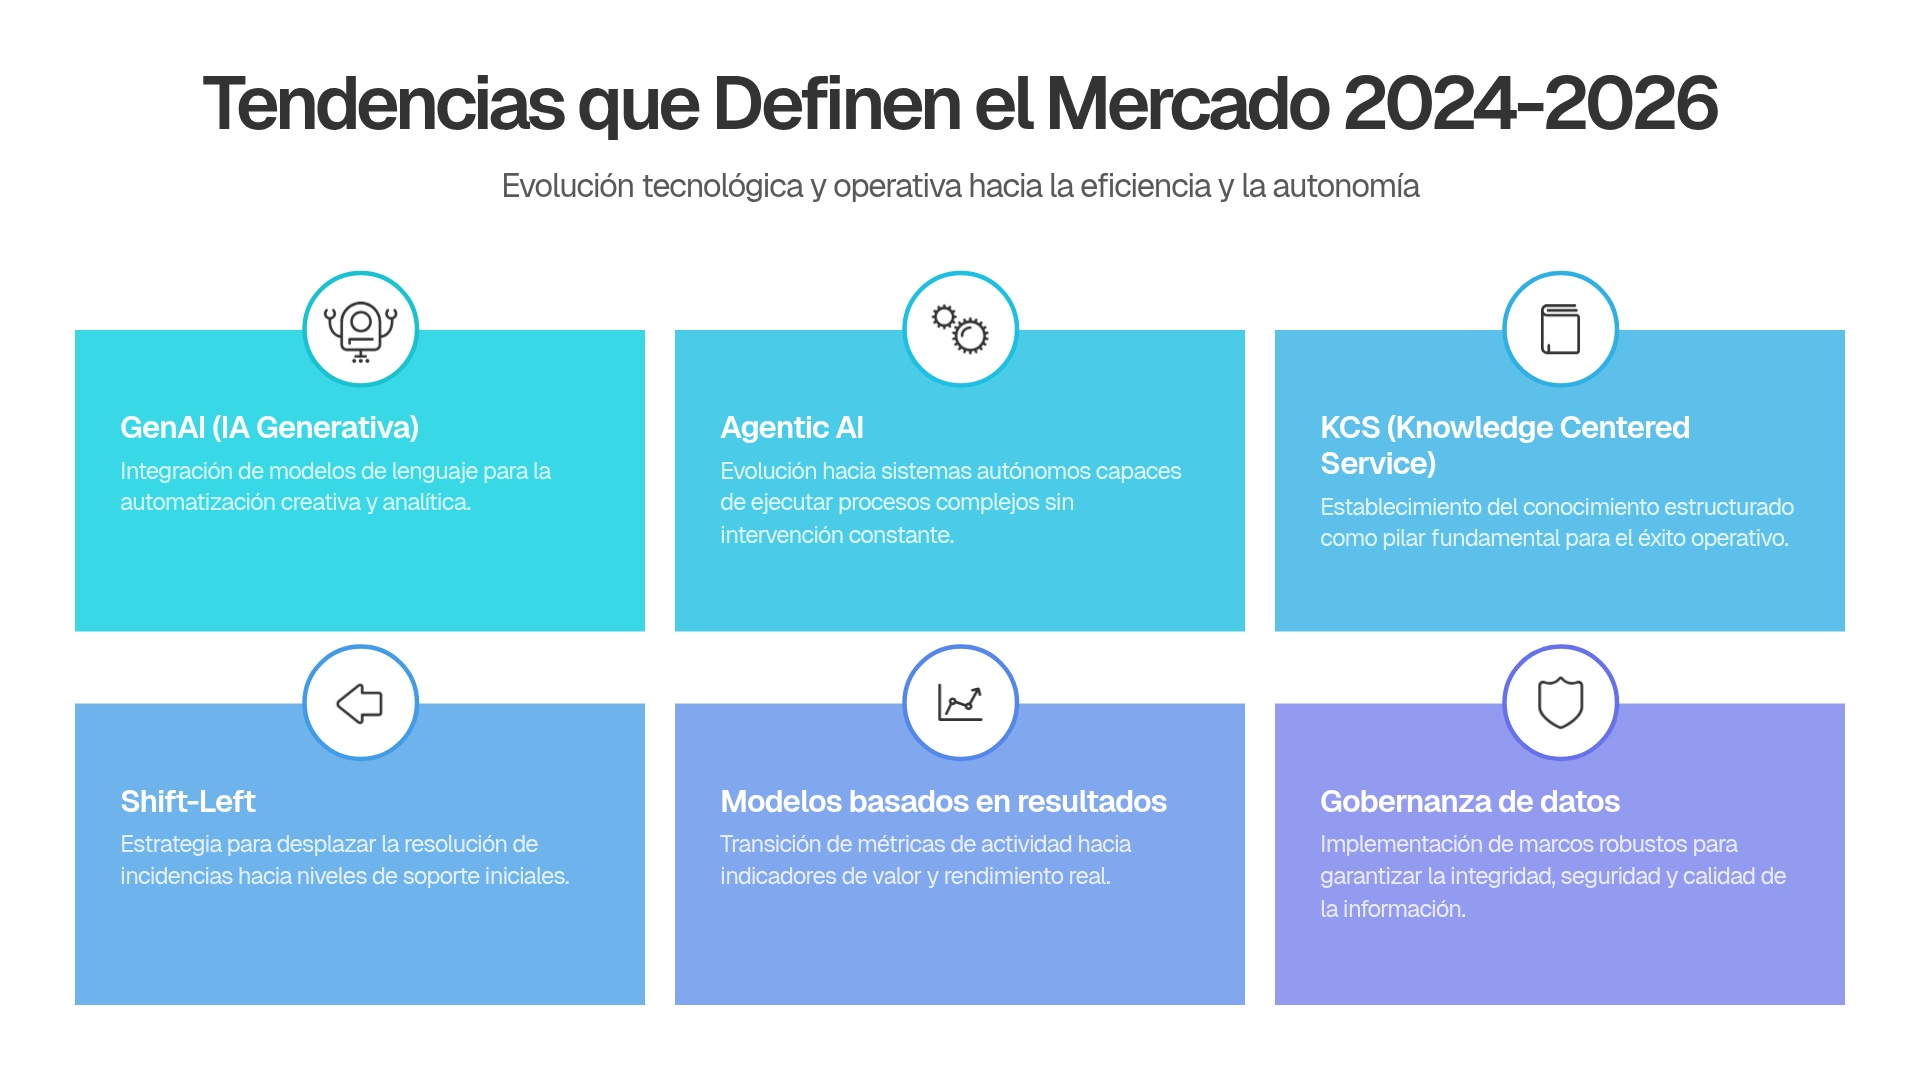 Tendencias que Definen el Mercado 2024-2026
Evolución tecnológica y operativa hacia la eficiencia y la autonomía
GenAI (IA Generativa)
Integración de modelos de lenguaje para la
automatización creativa y analítica.
Agentic AI
Evolución hacia sistemas autónomos capaces
de ejecutar procesos complejos sin
intervención constante.
KCS (Knowledge Centered
Service)
Establecimiento del conocimiento estructurado
como pilar fundamental para el éxito operativo.
Shift-Left
Estrategia para desplazar la resolución de
incidencias hacia niveles de soporte iniciales.
Modelos basados en resultados
Transición de métricas de actividad hacia
indicadores de valor y rendimiento real.
Gobernanza de datos
Implementación de marcos robustos para
garantizar la integridad, seguridad y calidad de
la información.